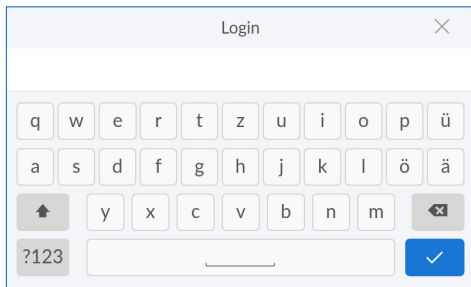 Login
q w e r t z u i o p ü
a s d f g h j k l ö ä
y x c v b n m
?123